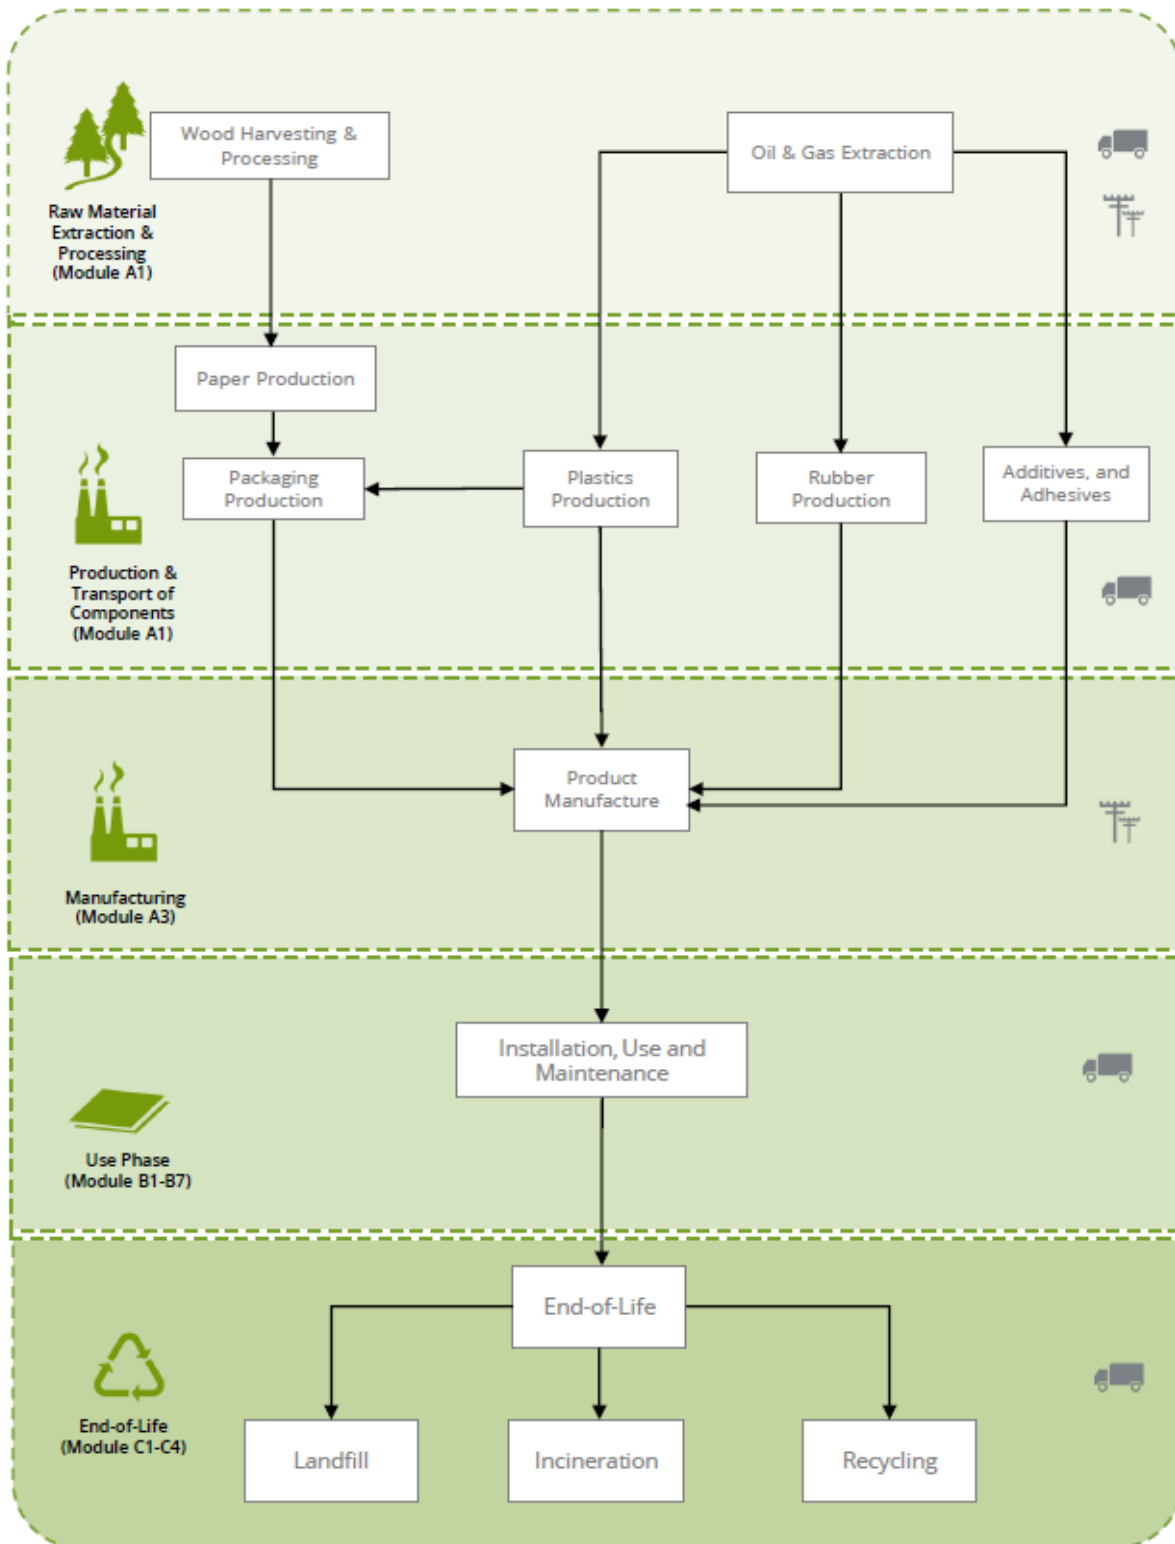 Wood Harvesting &
Processing
Oil & Gas Extraction
Raw Material
Extraction &
Processing
(Module A1)
Paper Production
Packaging
Production
Plastics
Production
Rubber
Production
Additives, and
Adhesives
Production &
Transport of
Components
(Module A1)
Product
Manufacture
Manufacturing
(Module A3)
Installation, Use and
Maintenance
Use Phase
(Module B1-B7)
End-of-Life
End-of-Life
(Module C1-C4)
Landfill
Incineration
Recycling